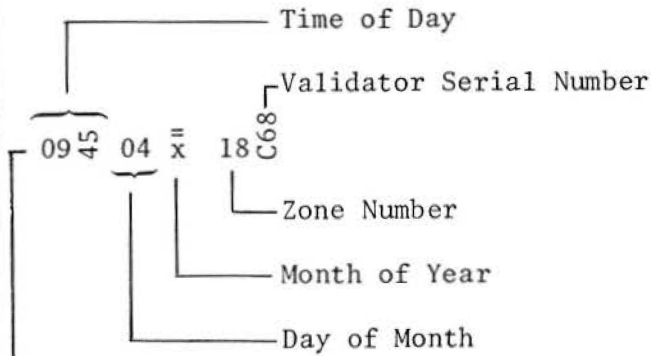 Time of Day
Validator Serial Number
09 45 04 x̿ 18 C68
Zone Number
Month of Year
Day of Month